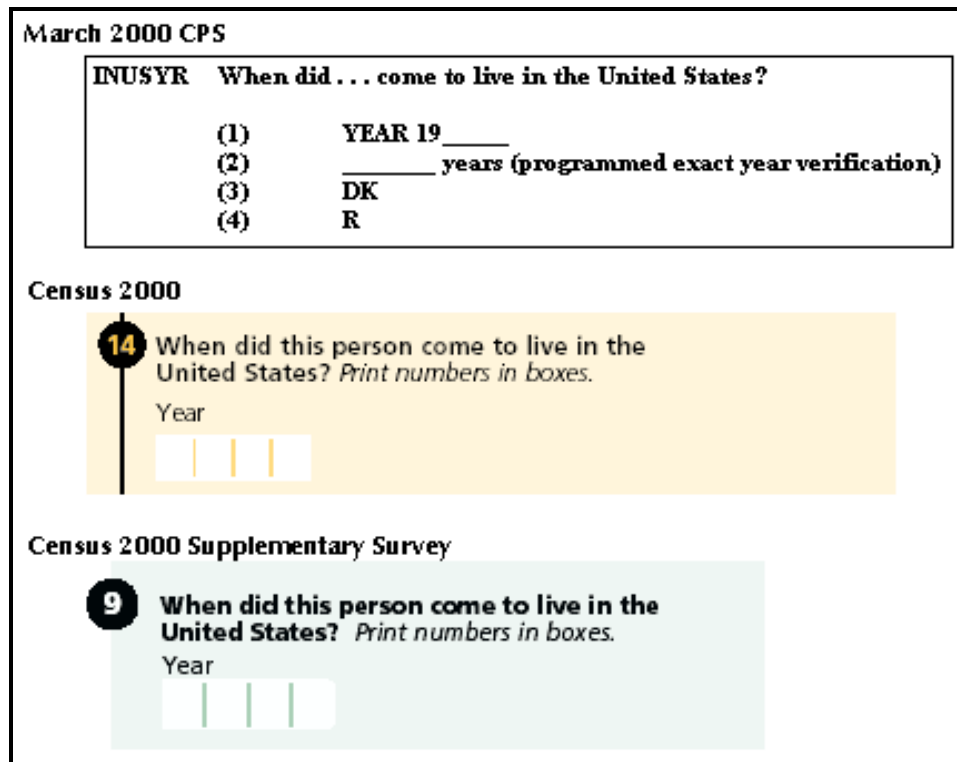 March 2000 CPS
INUSYR When did . . . come to live in the United States?
(1) YEAR 19_____
(2) _______ years (programmed exact year verification)
(3) DK
(4) R
Census 2000
14 When did this person come to live in the
United States? Print numbers in boxes.
Year
Census 2000 Supplementary Survey
9 When did this person come to live in the
United States? Print numbers in boxes.
Year